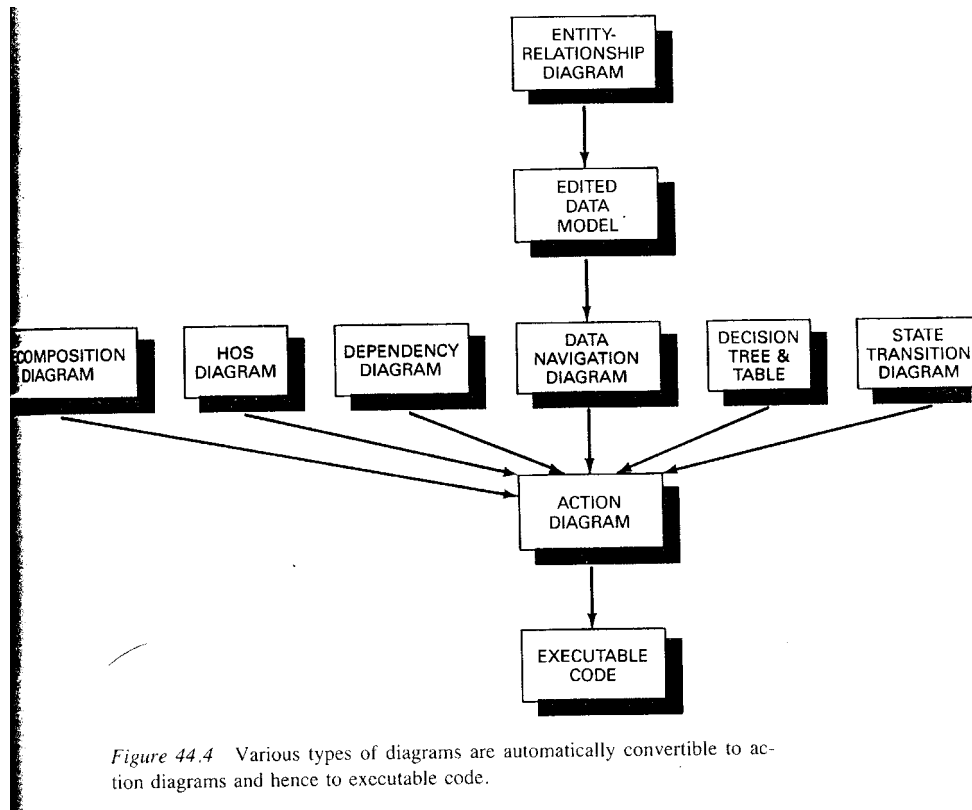 ENTITY-
RELATIONSHIP
DIAGRAM
EDITED
DATA
MODEL
COMPOSITION
DIAGRAM
HOS
DIAGRAM
DEPENDENCY
DIAGRAM
DATA
NAVIGATION
DIAGRAM
DECISION
TREE &
TABLE
STATE
TRANSITION
DIAGRAM
ACTION
DIAGRAM
EXECUTABLE
CODE
Figure 44.4 Various types of diagrams are automatically convertible to ac-
tion diagrams and hence to executable code.